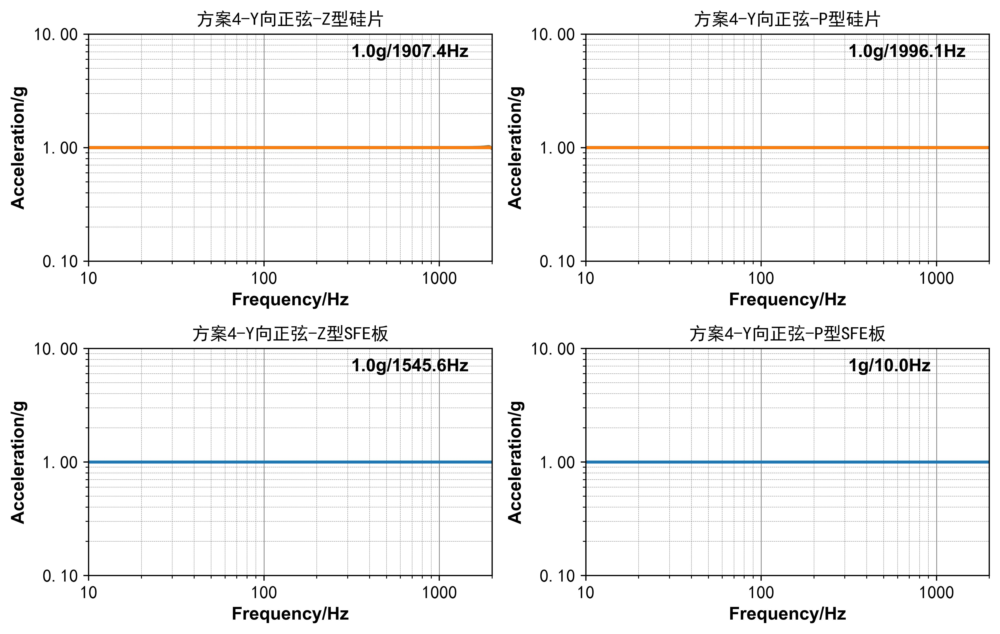 方案4-Y向正弦-Z型硅片
10.00
1.00
0.10
Acceleration/g
1.0g/1907.4Hz
10
100
1000
Frequency/Hz
方案4-Y向正弦-P型硅片
10.00
1.00
0.10
Acceleration/g
1.0g/1996.1Hz
10
100
1000
Frequency/Hz
方案4-Y向正弦-Z型SFE板
10.00
1.00
0.10
Acceleration/g
1.0g/1545.6Hz
10
100
1000
Frequency/Hz
方案4-Y向正弦-P型SFE板
10.00
1.00
0.10
Acceleration/g
1g/10.0Hz
10
100
1000
Frequency/Hz